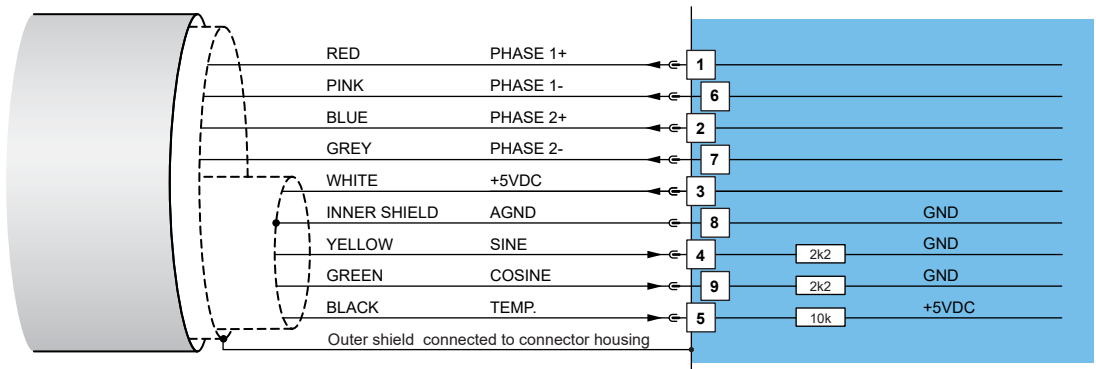 RED PHASE 1+ 1
PINK PHASE 1- 6
BLUE PHASE 2+ 2
GREY PHASE 2- 7
WHITE +5VDC 3
INNER SHIELD AGND 8 GND
YELLOW SINE 4 2k2 GND
GREEN COSINE 9 2k2 GND
BLACK TEMP. 5 10k +5VDC
Outer shield connected to connector housing